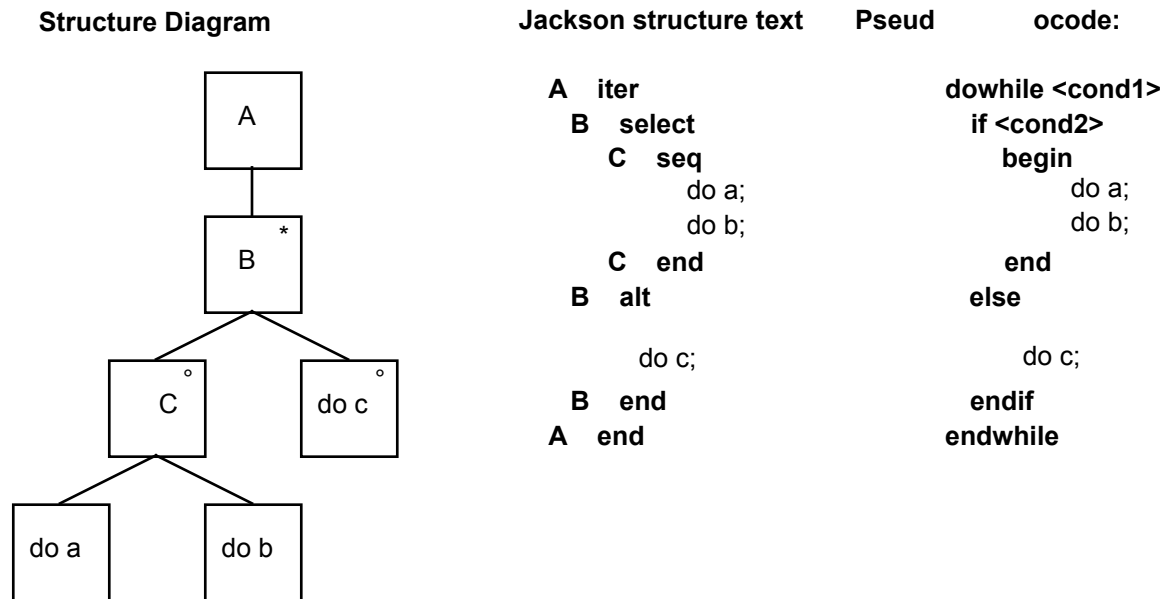 Structure Diagram
A
B *
C °
do c °
do a
do b
Jackson structure text
A iter
B select
C seq
do a;
do b;
C end
B alt
do c;
B end
A end
Pseud ocode:
dowhile <cond1>
if <cond2>
begin
do a;
do b;
end
else
do c;
endif
endwhile